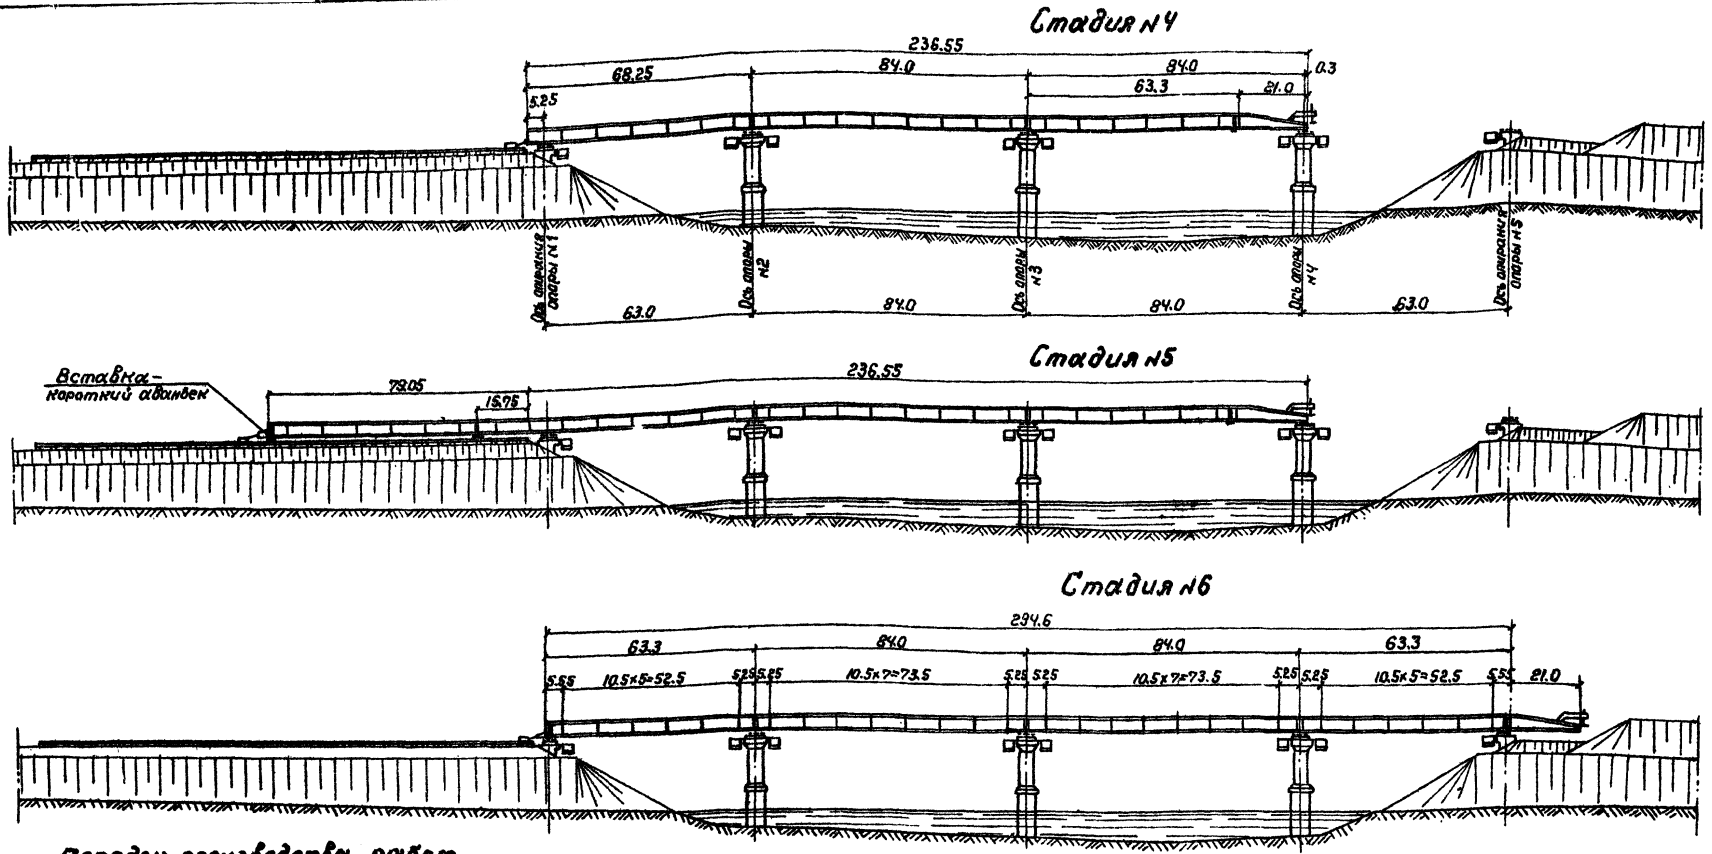 Стадия №4
236.55
68.25
84.0
84.0
0.3
63.3
21.0
5.25
Ось опирания
опоры №1
Ось опоры
№2
Ось опоры
№3
Ось опоры
№4
Ось опирания
опоры №5
63.0
84.0
84.0
63.0
Стадия №5
Вставка-
короткий аванбек
79.05
236.55
15.75
Стадия №6
294.6
63.3
84.0
84.0
63.3
5.55
10.5×5=52.5
5.25
5.25
10.5×7=73.5
5.25
5.25
10.5×7=73.5
5.25
5.25
10.5×5=52.5
5.55
21.0
Порядок производства работ